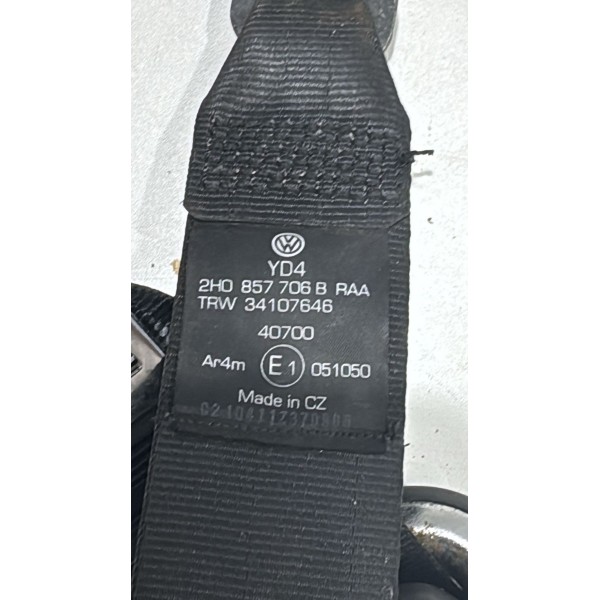 YD4
2H0 857 706 B RAA
TRW 34107646
40700
Ar4m E1 051050
Made in CZ